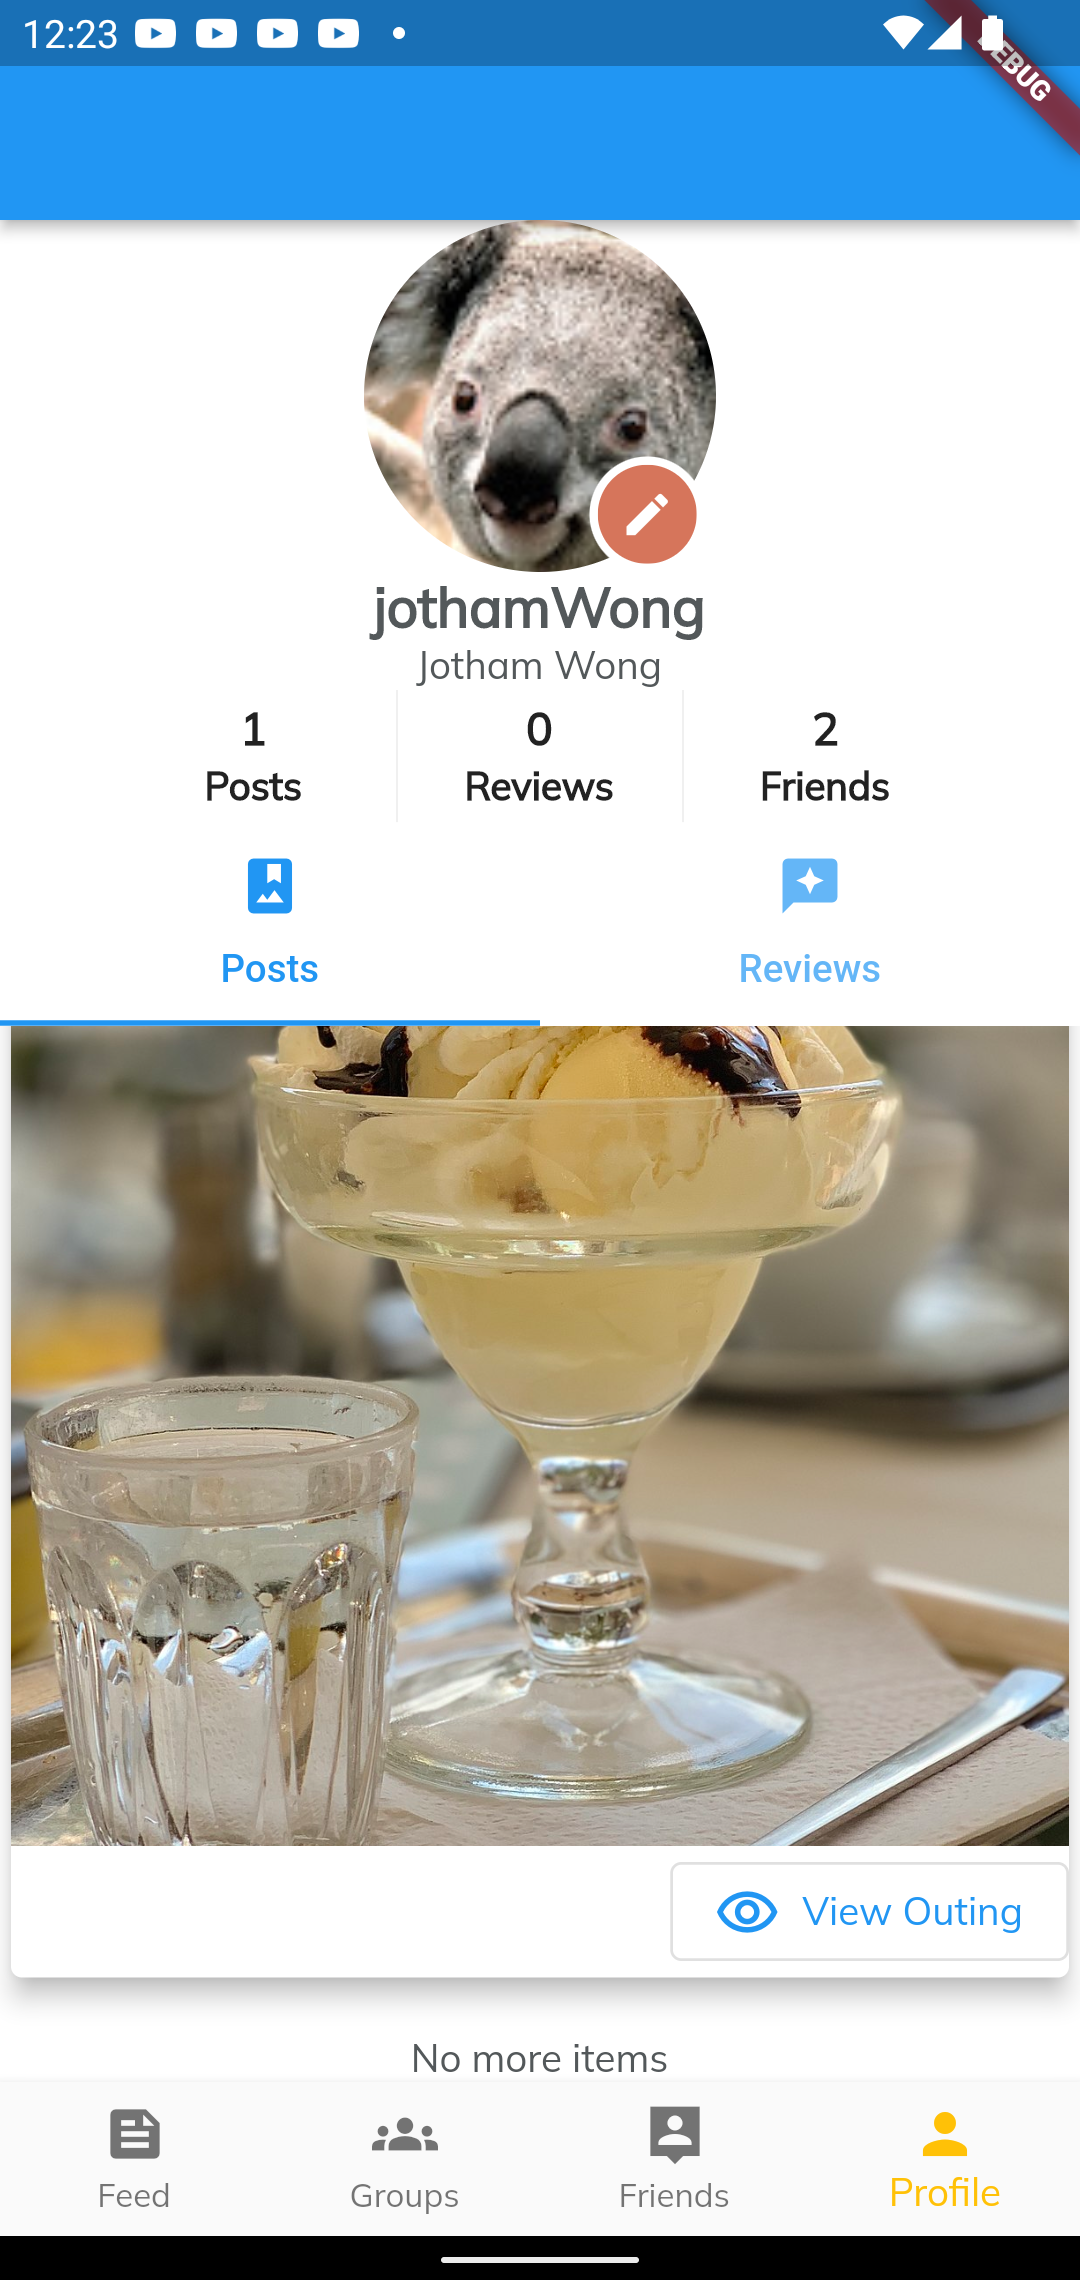 12:23
DEBUG
jothamWong
Jotham Wong
1 0 2
Posts Reviews Friends
Posts Reviews
View Outing
No more items
Feed Groups Friends Profile